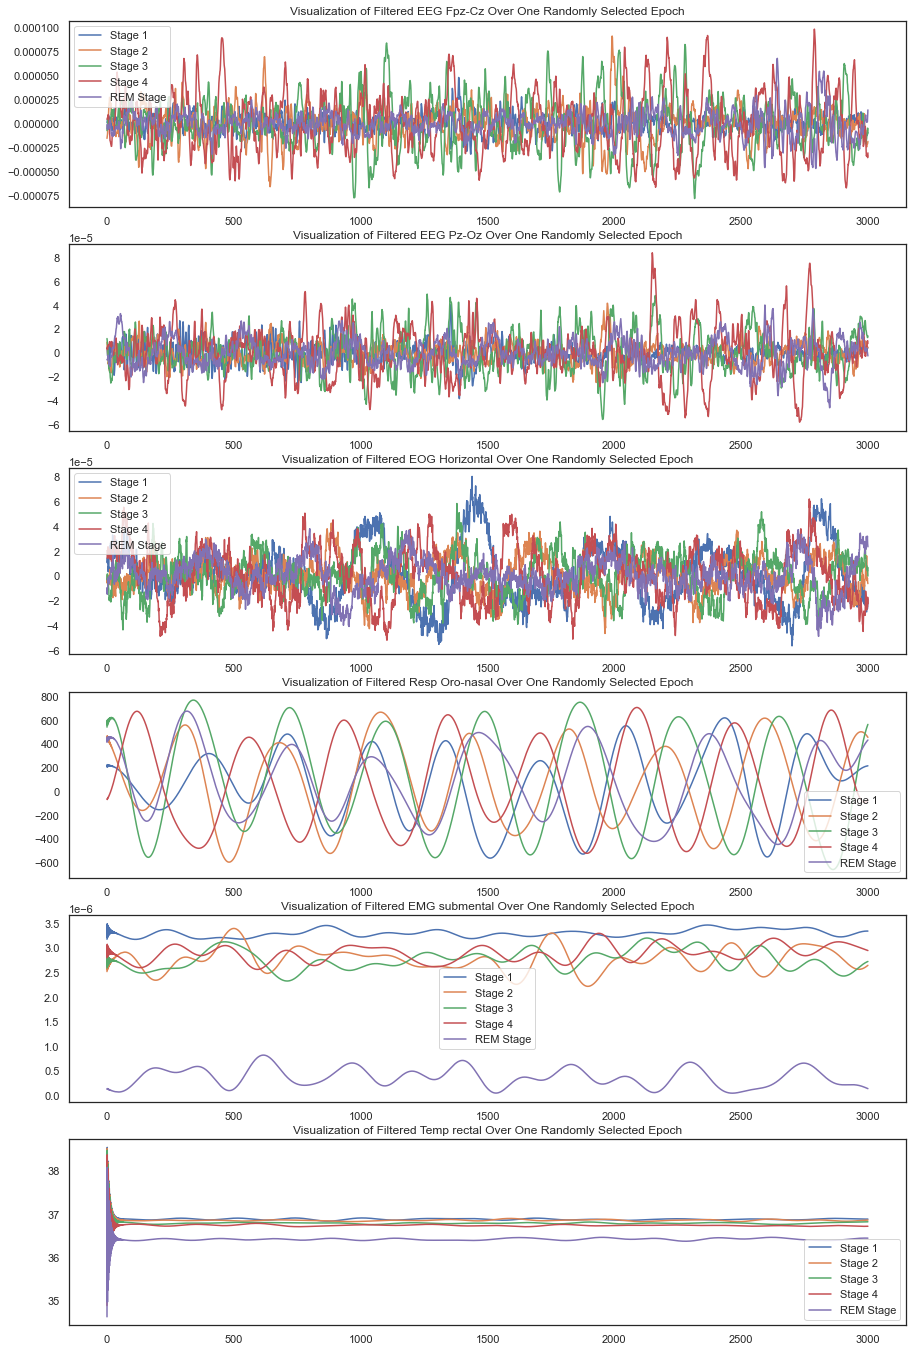 Visualization of Filtered EEG Fpz-Cz Over One Randomly Selected Epoch
0.000100
0.000075
0.000050
0.000025
0.000000
−0.000025
−0.000050
−0.000075
Stage 1
Stage 2
Stage 3
Stage 4
REM Stage
0 500 1000 1500 2000 2500 3000
Visualization of Filtered EEG Pz-Oz Over One Randomly Selected Epoch
1e−5
8
6
4
2
0
−2
−4
−6
0 500 1000 1500 2000 2500 3000
Visualization of Filtered EOG Horizontal Over One Randomly Selected Epoch
1e−5
8
6
4
2
0
−2
−4
−6
Stage 1
Stage 2
Stage 3
Stage 4
REM Stage
0 500 1000 1500 2000 2500 3000
Visualization of Filtered Resp Oro-nasal Over One Randomly Selected Epoch
800
600
400
200
0
−200
−400
−600
Stage 1
Stage 2
Stage 3
Stage 4
REM Stage
0 500 1000 1500 2000 2500 3000
Visualization of Filtered EMG submental Over One Randomly Selected Epoch
1e−6
3.5
3.0
2.5
2.0
1.5
1.0
0.5
0.0
Stage 1
Stage 2
Stage 3
Stage 4
REM Stage
0 500 1000 1500 2000 2500 3000
Visualization of Filtered Temp rectal Over One Randomly Selected Epoch
38
37
36
35
Stage 1
Stage 2
Stage 3
Stage 4
REM Stage
0 500 1000 1500 2000 2500 3000